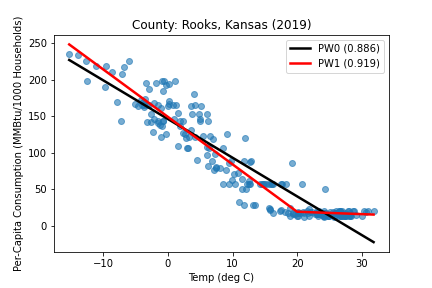 County: Rooks, Kansas (2019)
Per-Capita Consumption (MMBtu/1000 Households)
250
200
150
100
50
0
PW0 (0.886)
PW1 (0.919)
−10 0 10 20 30
Temp (deg C)